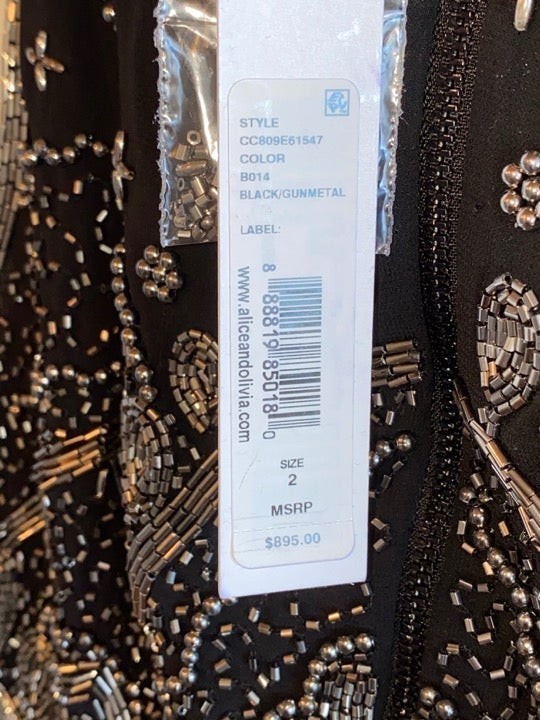 STYLE
CC809E61547
COLOR
B014
BLACK/GUNMETAL
LABEL:
8 88819 85018 0
www.aliceandolivia.com
SIZE
2
MSRP
$895.00